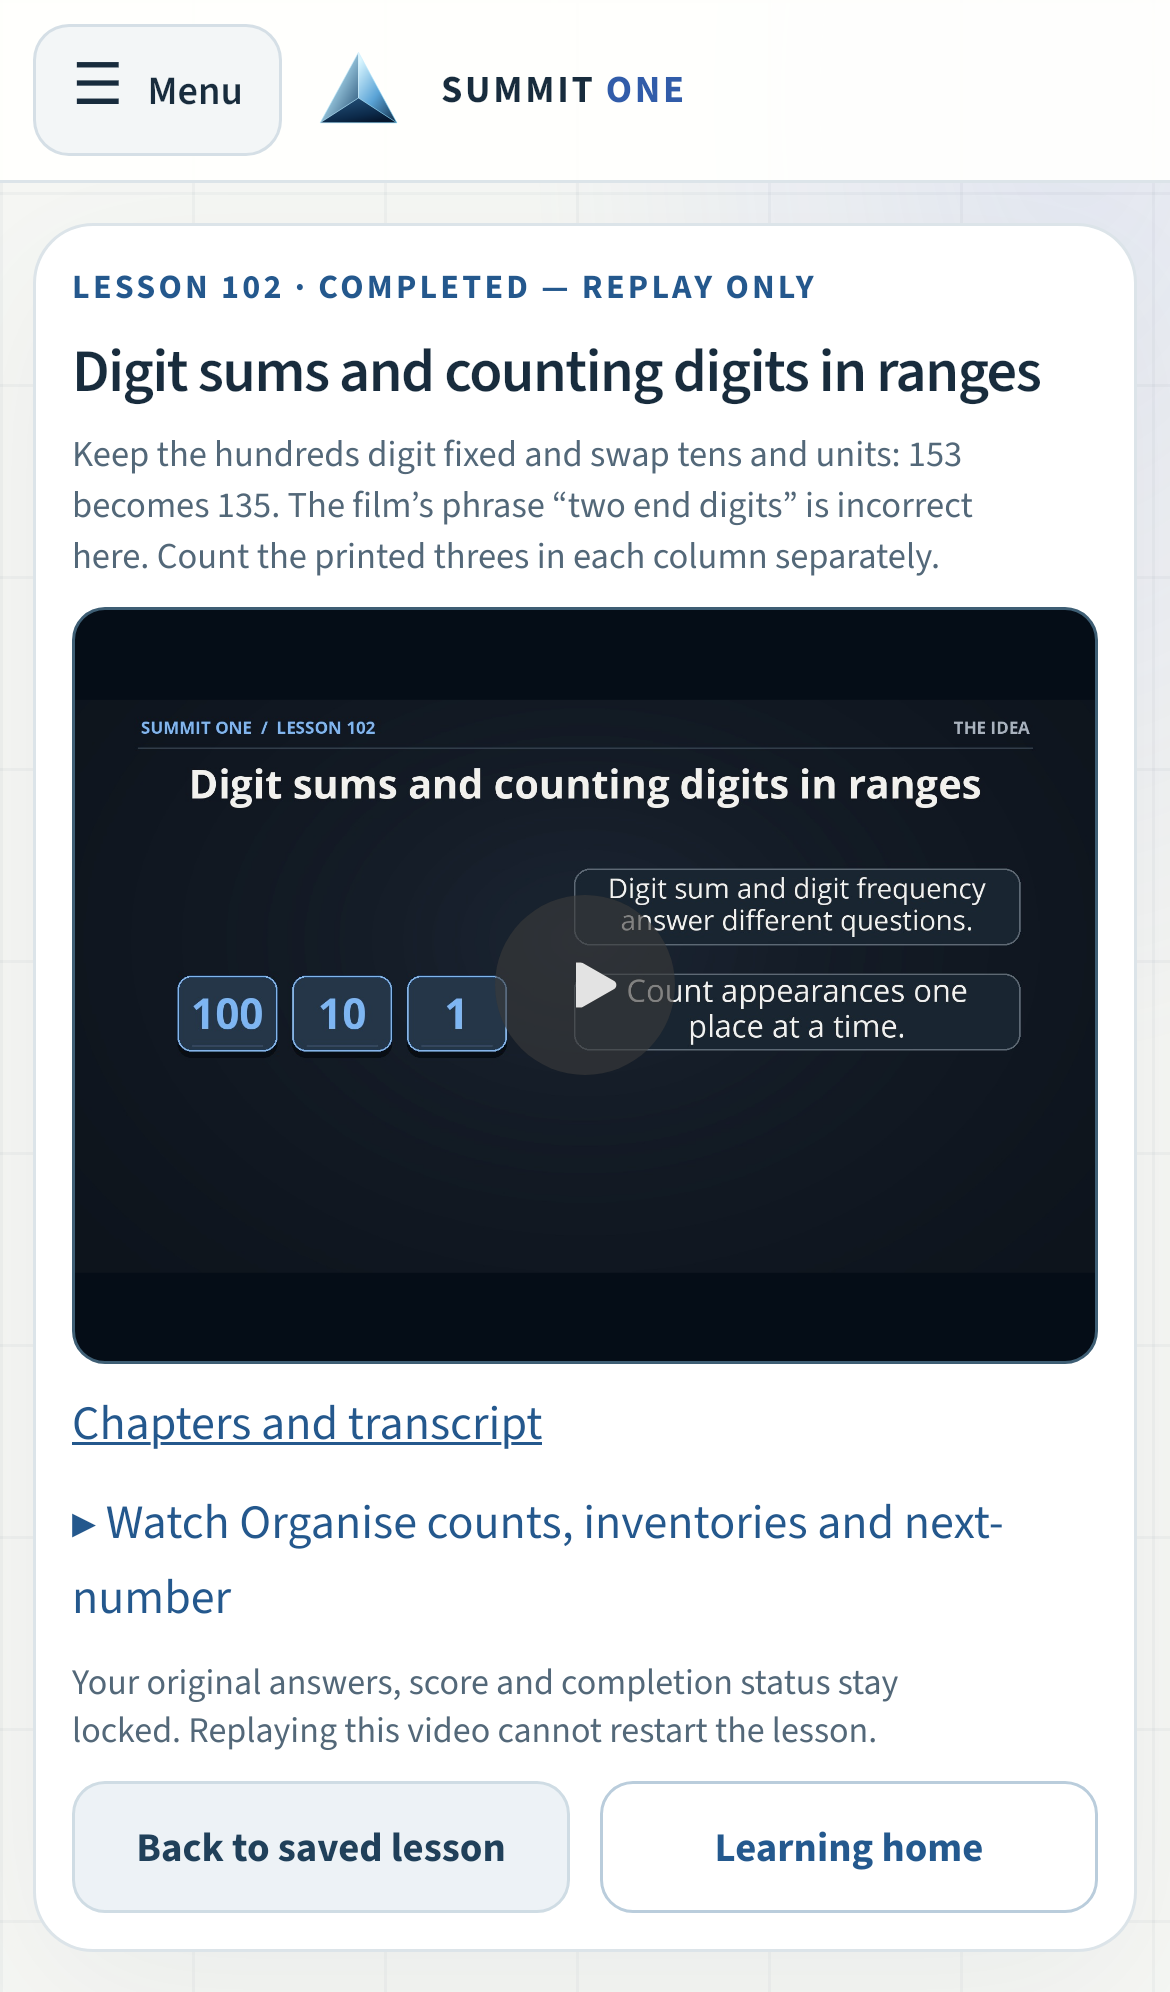 ☰ Menu
SUMMIT ONE
LESSON 102 · COMPLETED — REPLAY ONLY
Digit sums and counting digits in ranges
Keep the hundreds digit fixed and swap tens and units: 153
becomes 135. The film’s phrase “two end digits” is incorrect
here. Count the printed threes in each column separately.
SUMMIT ONE / LESSON 102
THE IDEA
Digit sums and counting digits in ranges
Digit sum and digit frequency
answer different questions.
100 10 1
Count appearances one
place at a time.
Chapters and transcript
▸ Watch Organise counts, inventories and next-
number
Your original answers, score and completion status stay
locked. Replaying this video cannot restart the lesson.
Back to saved lesson
Learning home